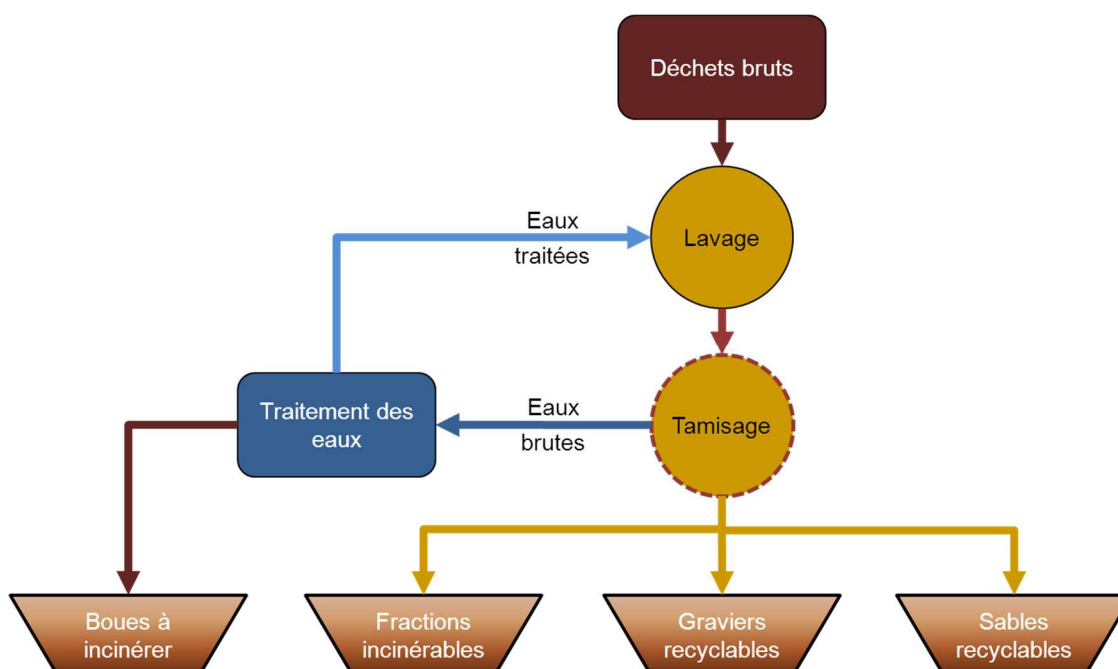 Déchets bruts
Eaux
traitées
Lavage
Traitement des
eaux
Eaux
brutes
Tamisage
Boues à
incinérer
Fractions
incinérables
Graviers
recyclables
Sables
recyclables